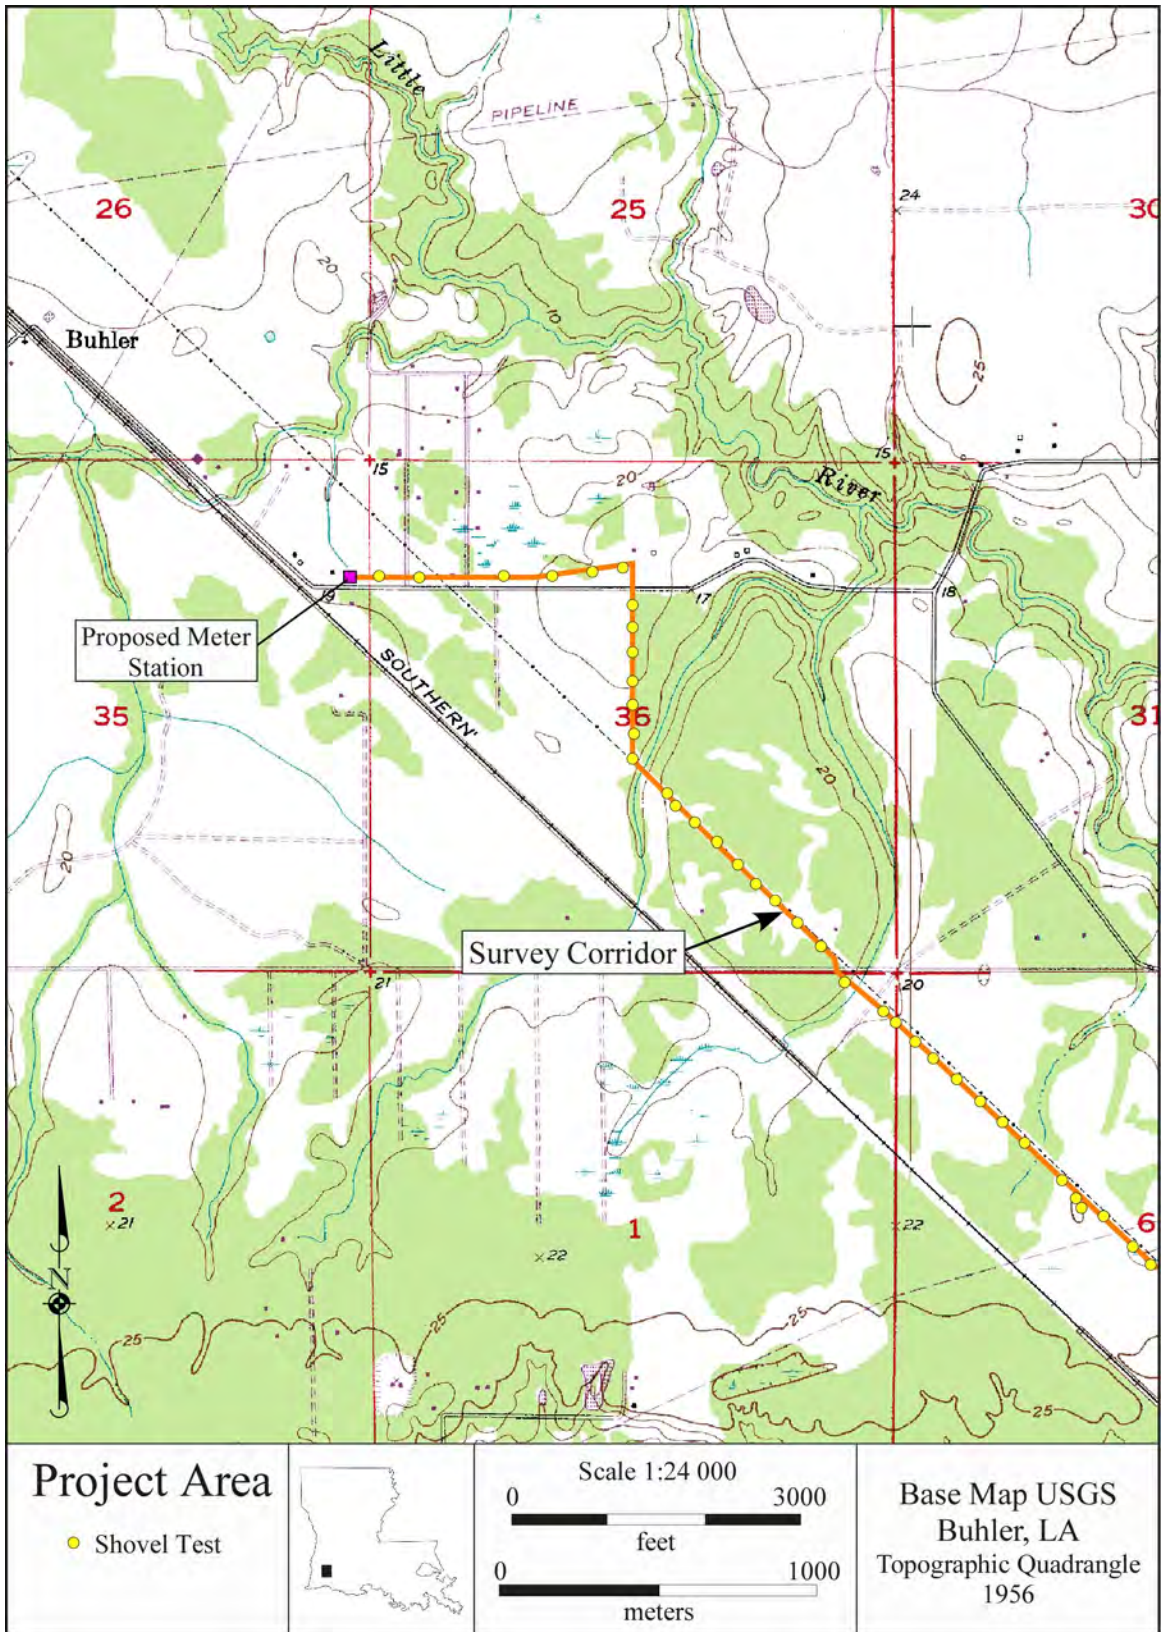 Little
PIPELINE
26
25
24
30
20
10
Buhler
25
15
15
20
River
19
17
18
Proposed Meter
Station
SOUTHERN
35
36
31
20
20
Survey Corridor
21
20
2
21
1
22
22
6
N
25
25
25
25
Project Area
Shovel Test
Scale 1:24 000
0 3000
feet
0 1000
meters
Base Map USGS
Buhler, LA
Topographic Quadrangle
1956